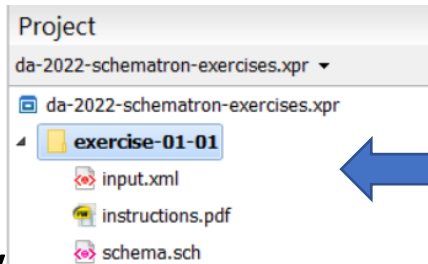 Project
da-2022-schematron-exercises.xpr
da-2022-schematron-exercises.xpr
exercise-01-01
input.xml
instructions.pdf
schema.sch